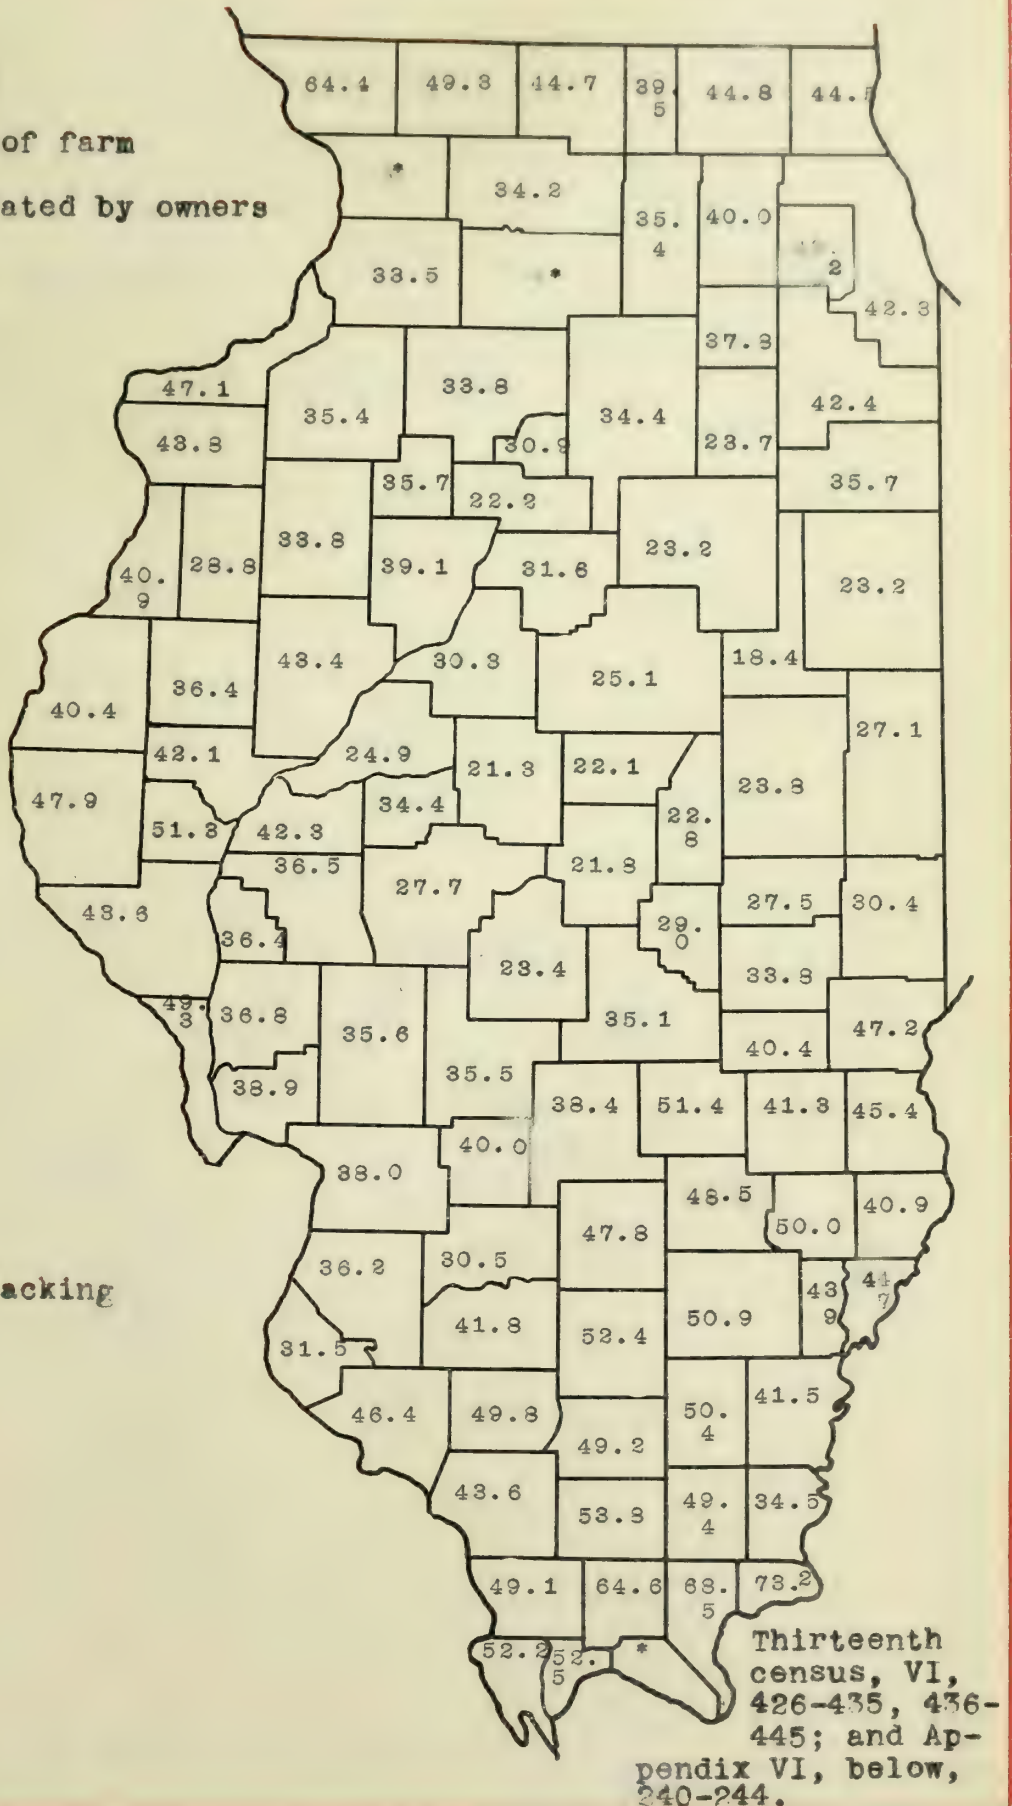 64.4 49.3 44.7 39.5 44.8
of farm
* 34.2 35.4 40.0
ated by owners
33.5 * 2 42.3
37.8
47.1 33.8 42.4
35.4 34.4
43.8 30.9 23.7
35.7 22.2 35.7
33.8 39.1 31.6 23.2
40.9 28.8 23.2
43.4 30.3 25.1 18.4
40.4 36.4 27.1
42.1 24.9 21.3 22.1 23.8
47.9 34.4 22.8
51.3 42.3 36.5 21.8
43.6 27.7 27.5 30.4
36.4 23.4 29.0 33.8
49.3 36.8 35.6 35.1 40.4 47.2
38.9 35.5 38.4 51.4 41.3 45.4
38.0 40.0 48.5 50.0 40.9
36.2 30.5 47.8
acking
41.8 52.4 50.9 43.9 44.7
31.5
46.4 49.8 49.2 50.4 41.5
43.6 53.8 49.4 34.5
49.1 64.6 68.5 73.2
52.2 52.5 *
Thirteenth
census, VI,
426-435, 436-
445; and Ap-
pendix VI, below,
240-244.